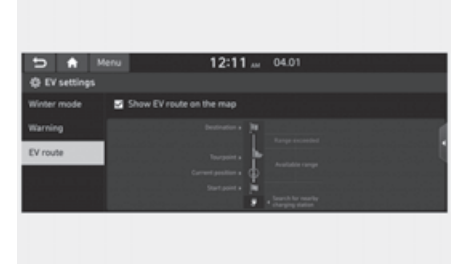 Menu 12:11 AM 04.01
EV settings
Winter mode
Show EV route on the map
Warning
Destination
Range exceeded
EV route
Tourpoint
Available range
Current position
Start point
Search for nearby
charging station